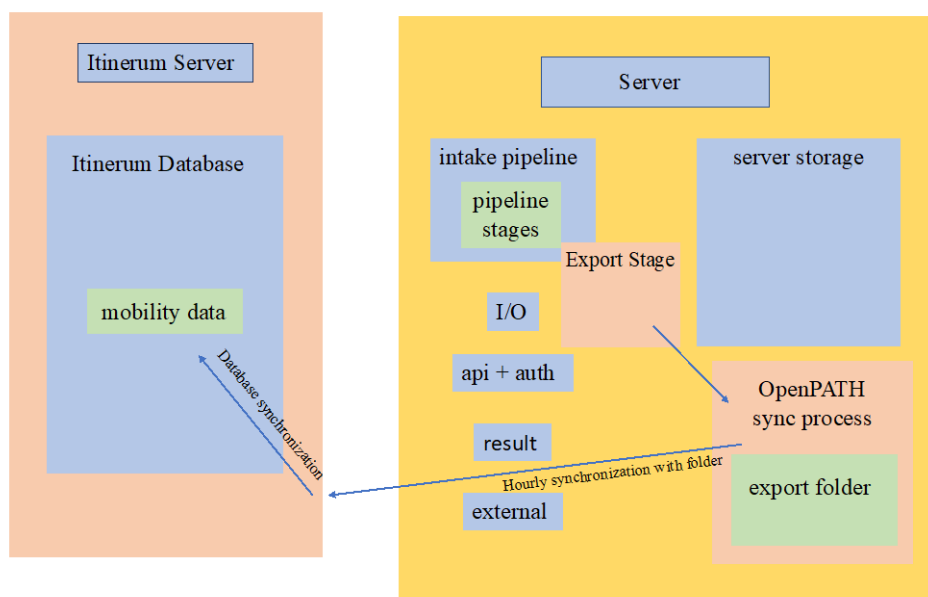 Itinerum Server
Itinerum Database
mobility data
Database synchronization
Server
intake pipeline
pipeline
stages
Export Stage
I/O
api + auth
result
Hourly synchronization with folder
external
server storage
OpenPATH
sync process
export folder